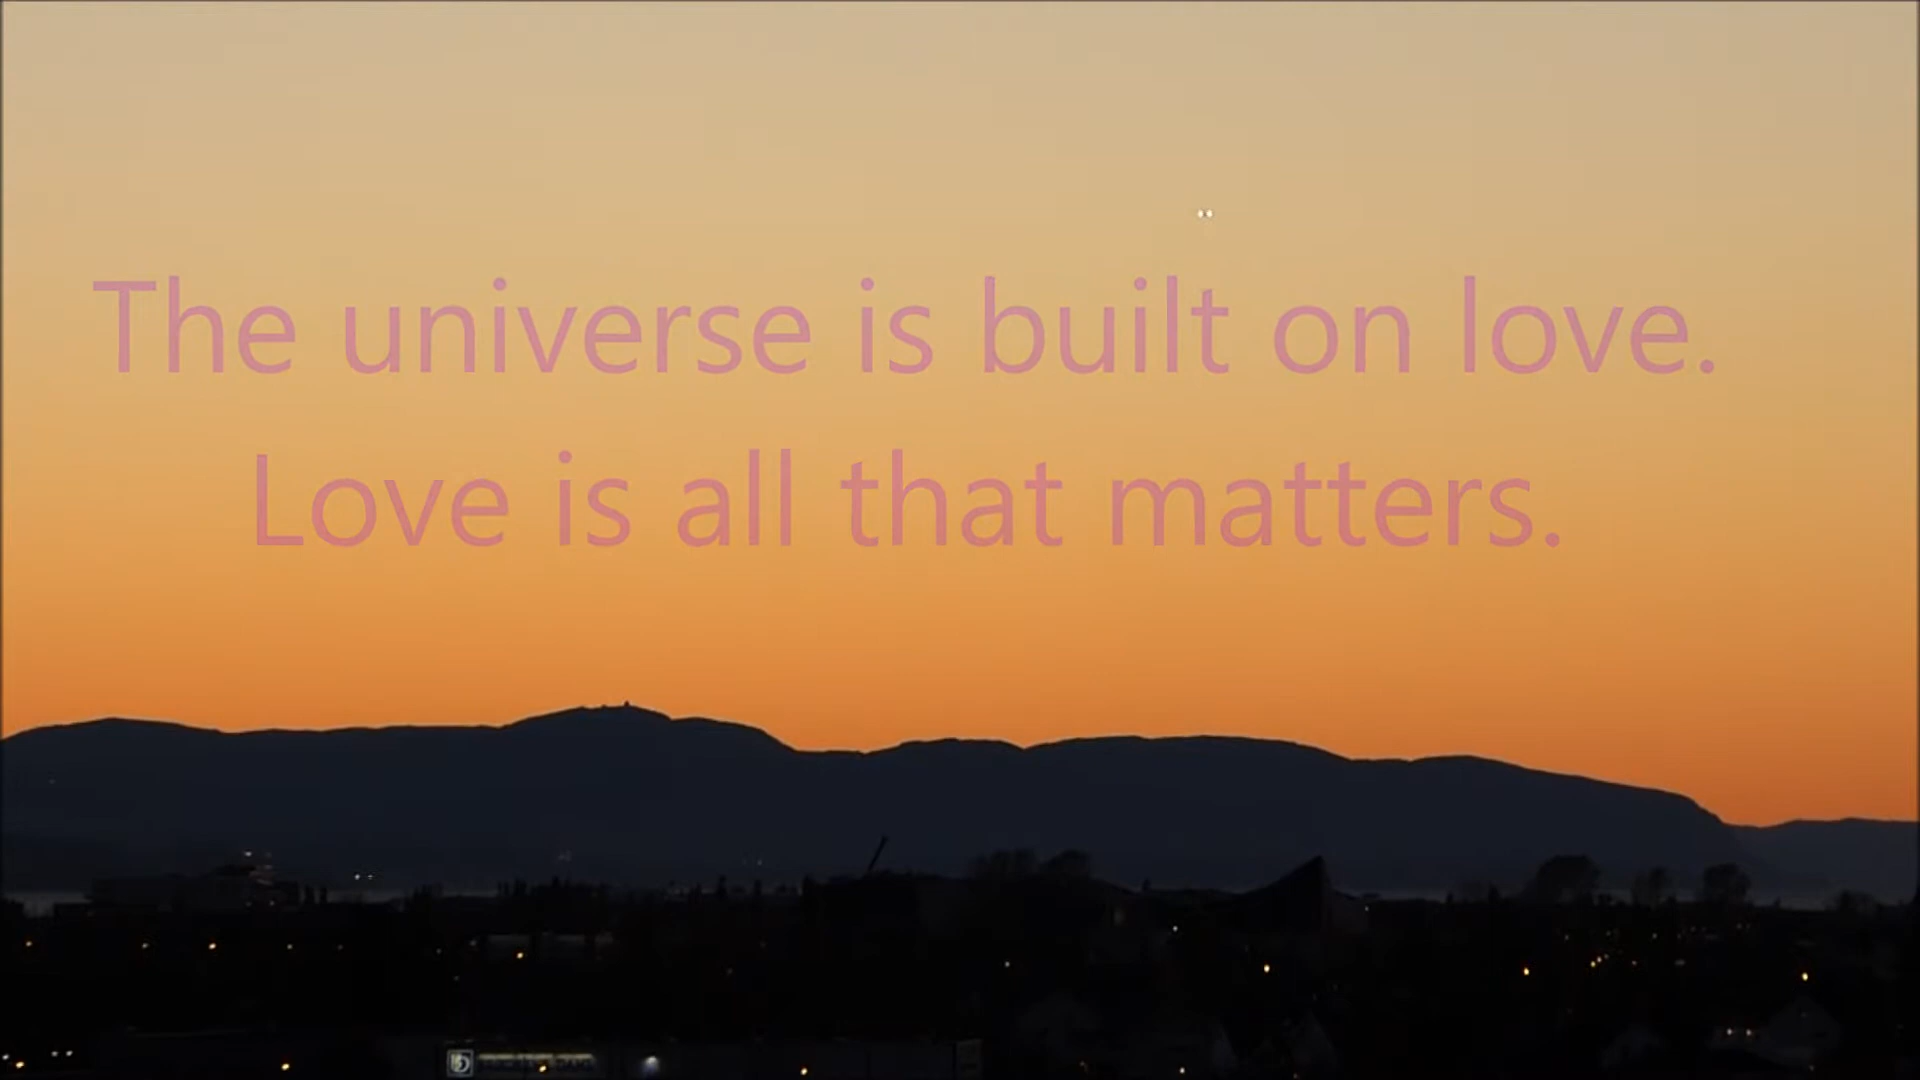 The universe is built on love.
Love is all that matters.